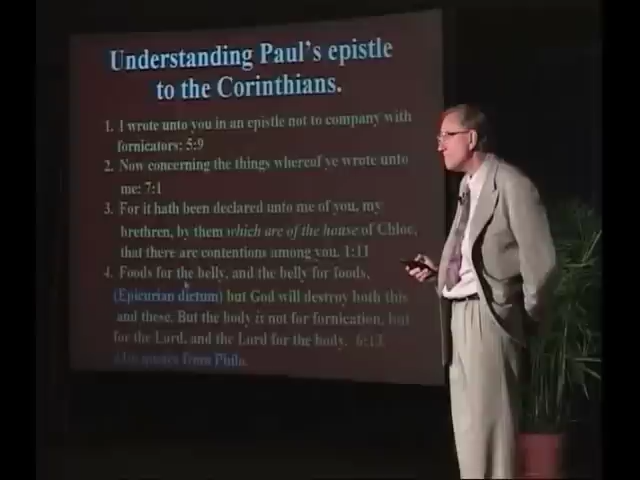 Understanding Paul's epistle
to the Corinthians.
1. I wrote unto you in an epistle not to company with
fornicators: 5:9
2. Now concerning the things whereof ye wrote unto
me: 7:1
3. For it hath been declared unto me of you, my
brethren, by them which are of the house of Chloe,
that there are contentions among you. 1:11
4. Foods for the belly, and the belly for foods,
(Epicurian dictum) but God will destroy both this
and these. But the body is not for fornication, but
for the Lord, and the Lord for the body. 6:13
quotes from Philo.